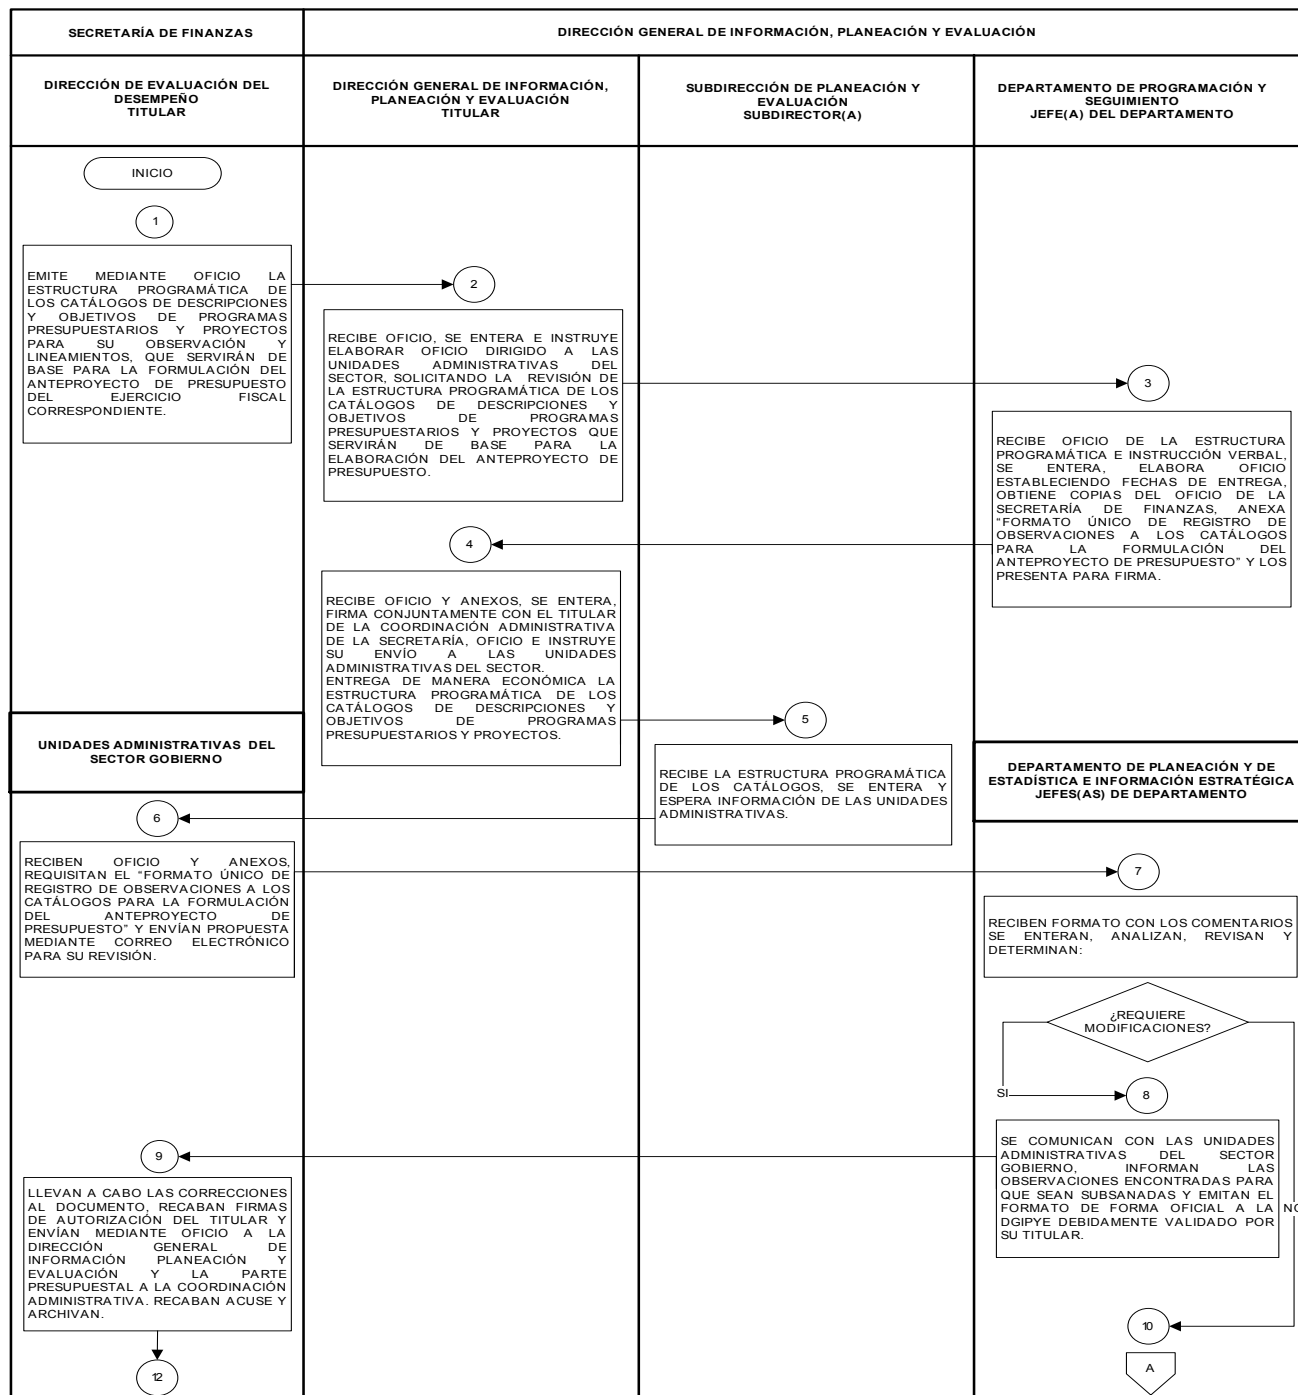 SECRETARÍA DE FINANZAS
DIRECCIÓN GENERAL DE INFORMACIÓN, PLANEACIÓN Y EVALUACIÓN
DIRECCIÓN DE EVALUACIÓN DEL
DESEMPEÑO
TITULAR
DIRECCIÓN GENERAL DE INFORMACIÓN,
PLANEACIÓN Y EVALUACIÓN
TITULAR
SUBDIRECCIÓN DE PLANEACIÓN Y
EVALUACIÓN
SUBDIRECTOR(A)
DEPARTAMENTO DE PROGRAMACIÓN Y
SEGUIMIENTO
JEFE(A) DEL DEPARTAMENTO
INICIO
1
EMITE MEDIANTE OFICIO LA
ESTRUCTURA PROGRAMÁTICA DE
LOS CATÁLOGOS DE DESCRIPCIONES
Y OBJETIVOS DE PROGRAMAS
PRESUPUESTARIOS Y PROYECTOS
PARA SU OBSERVACIÓN Y
LINEAMIENTOS, QUE SERVIRÁN DE
BASE PARA LA FORMULACIÓN DEL
ANTEPROYECTO DE PRESUPUESTO
DEL EJERCICIO FISCAL
CORRESPONDIENTE.
2
RECIBE OFICIO, SE ENTERA E INSTRUYE
ELABORAR OFICIO DIRIGIDO A LAS
UNIDADES ADMINISTRATIVAS DEL
SECTOR, SOLICITANDO LA REVISIÓN DE
LA ESTRUCTURA PROGRAMÁTICA DE LOS
CATÁLOGOS DE DESCRIPCIONES Y
OBJETIVOS DE PROGRAMAS
PRESUPUESTARIOS Y PROYECTOS QUE
SERVIRÁN DE BASE PARA LA
ELABORACIÓN DEL ANTEPROYECTO DE
PRESUPUESTO.
3
RECIBE OFICIO DE LA ESTRUCTURA
PROGRAMÁTICA E INSTRUCCIÓN VERBAL,
SE ENTERA, ELABORA OFICIO
ESTABLECIENDO FECHAS DE ENTREGA,
OBTIENE COPIAS DEL OFICIO DE LA
SECRETARÍA DE FINANZAS, ANEXA
“FORMATO ÚNICO DE REGISTRO DE
OBSERVACIONES A LOS CATÁLOGOS
PARA LA FORMULACIÓN DEL
ANTEPROYECTO DE PRESUPUESTO” Y LOS
PRESENTA PARA FIRMA.
4
RECIBE OFICIO Y ANEXOS, SE ENTERA,
FIRMA CONJUNTAMENTE CON EL TITULAR
DE LA COORDINACIÓN ADMINISTRATIVA
DE LA SECRETARÍA, OFICIO E INSTRUYE
SU ENVÍO A LAS UNIDADES
ADMINISTRATIVAS DEL SECTOR.
ENTREGA DE MANERA ECONÓMICA LA
ESTRUCTURA PROGRAMÁTICA DE LOS
CATÁLOGOS DE DESCRIPCIONES Y
OBJETIVOS DE PROGRAMAS
PRESUPUESTARIOS Y PROYECTOS.
5
RECIBE LA ESTRUCTURA PROGRAMÁTICA
DE LOS CATÁLOGOS, SE ENTERA Y
ESPERA INFORMACIÓN DE LAS UNIDADES
ADMINISTRATIVAS.
UNIDADES ADMINISTRATIVAS DEL
SECTOR GOBIERNO
DEPARTAMENTO DE PLANEACIÓN Y DE
ESTADÍSTICA E INFORMACIÓN ESTRATÉGICA
JEFES(AS) DE DEPARTAMENTO
6
RECIBEN OFICIO Y ANEXOS,
REQUISITAN EL “FORMATO ÚNICO DE
REGISTRO DE OBSERVACIONES A LOS
CATÁLOGOS PARA LA FORMULACIÓN
DEL ANTEPROYECTO DE
PRESUPUESTO” Y ENVÍAN PROPUESTA
MEDIANTE CORREO ELECTRÓNICO
PARA SU REVISIÓN.
7
RECIBEN FORMATO CON LOS COMENTARIOS
SE ENTERAN, ANALIZAN, REVISAN Y
DETERMINAN:
¿REQUIERE
MODIFICACIONES?
SI
8
SE COMUNICAN CON LAS UNIDADES
ADMINISTRATIVAS DEL SECTOR
GOBIERNO, INFORMAN LAS
OBSERVACIONES ENCONTRADAS PARA
QUE SEAN SUBSANADAS Y EMITAN EL
FORMATO DE FORMA OFICIAL A LA
DGIPYE DEBIDAMENTE VALIDADO POR
SU TITULAR.
NO
9
LLEVAN A CABO LAS CORRECCIONES
AL DOCUMENTO, RECABAN FIRMAS
DE AUTORIZACIÓN DEL TITULAR Y
ENVÍAN MEDIANTE OFICIO A LA
DIRECCIÓN GENERAL DE
INFORMACIÓN PLANEACIÓN Y
EVALUACIÓN Y LA PARTE
PRESUPUESTAL A LA COORDINACIÓN
ADMINISTRATIVA. RECABAN ACUSE Y
ARCHIVAN.
10
A
12